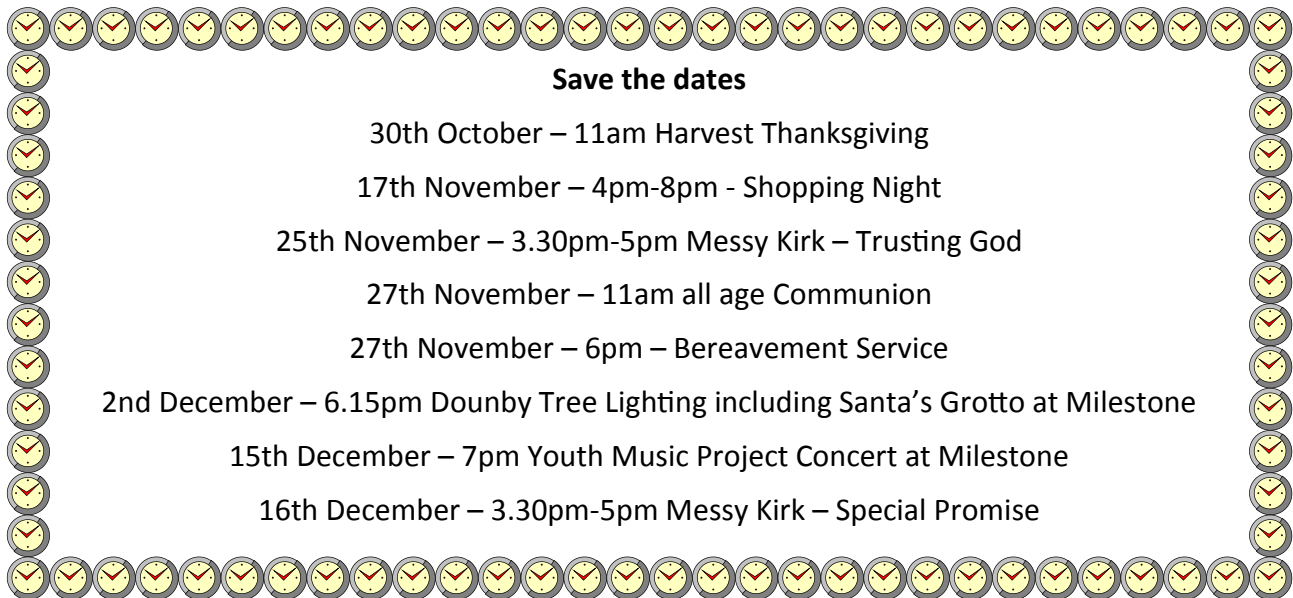 Save the dates
30th October – 11am Harvest Thanksgiving
17th November – 4pm-8pm - Shopping Night
25th November – 3.30pm-5pm Messy Kirk – Trusting God
27th November – 11am all age Communion
27th November – 6pm – Bereavement Service
2nd December – 6.15pm Dounby Tree Lighting including Santa’s Grotto at Milestone
15th December – 7pm Youth Music Project Concert at Milestone
16th December – 3.30pm-5pm Messy Kirk – Special Promise